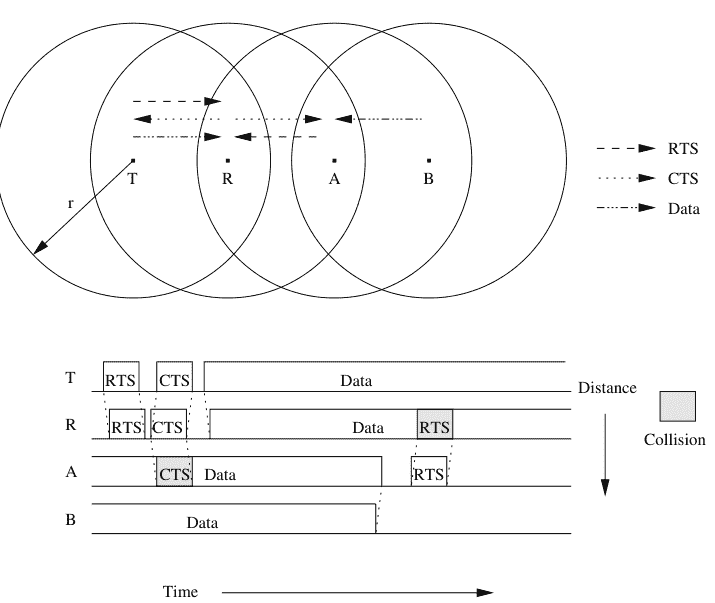 RTS
CTS
Data
T R A B
r
T RTS CTS Data
Distance
R RTS CTS Data RTS
Collision
A CTS Data RTS
B Data
Time